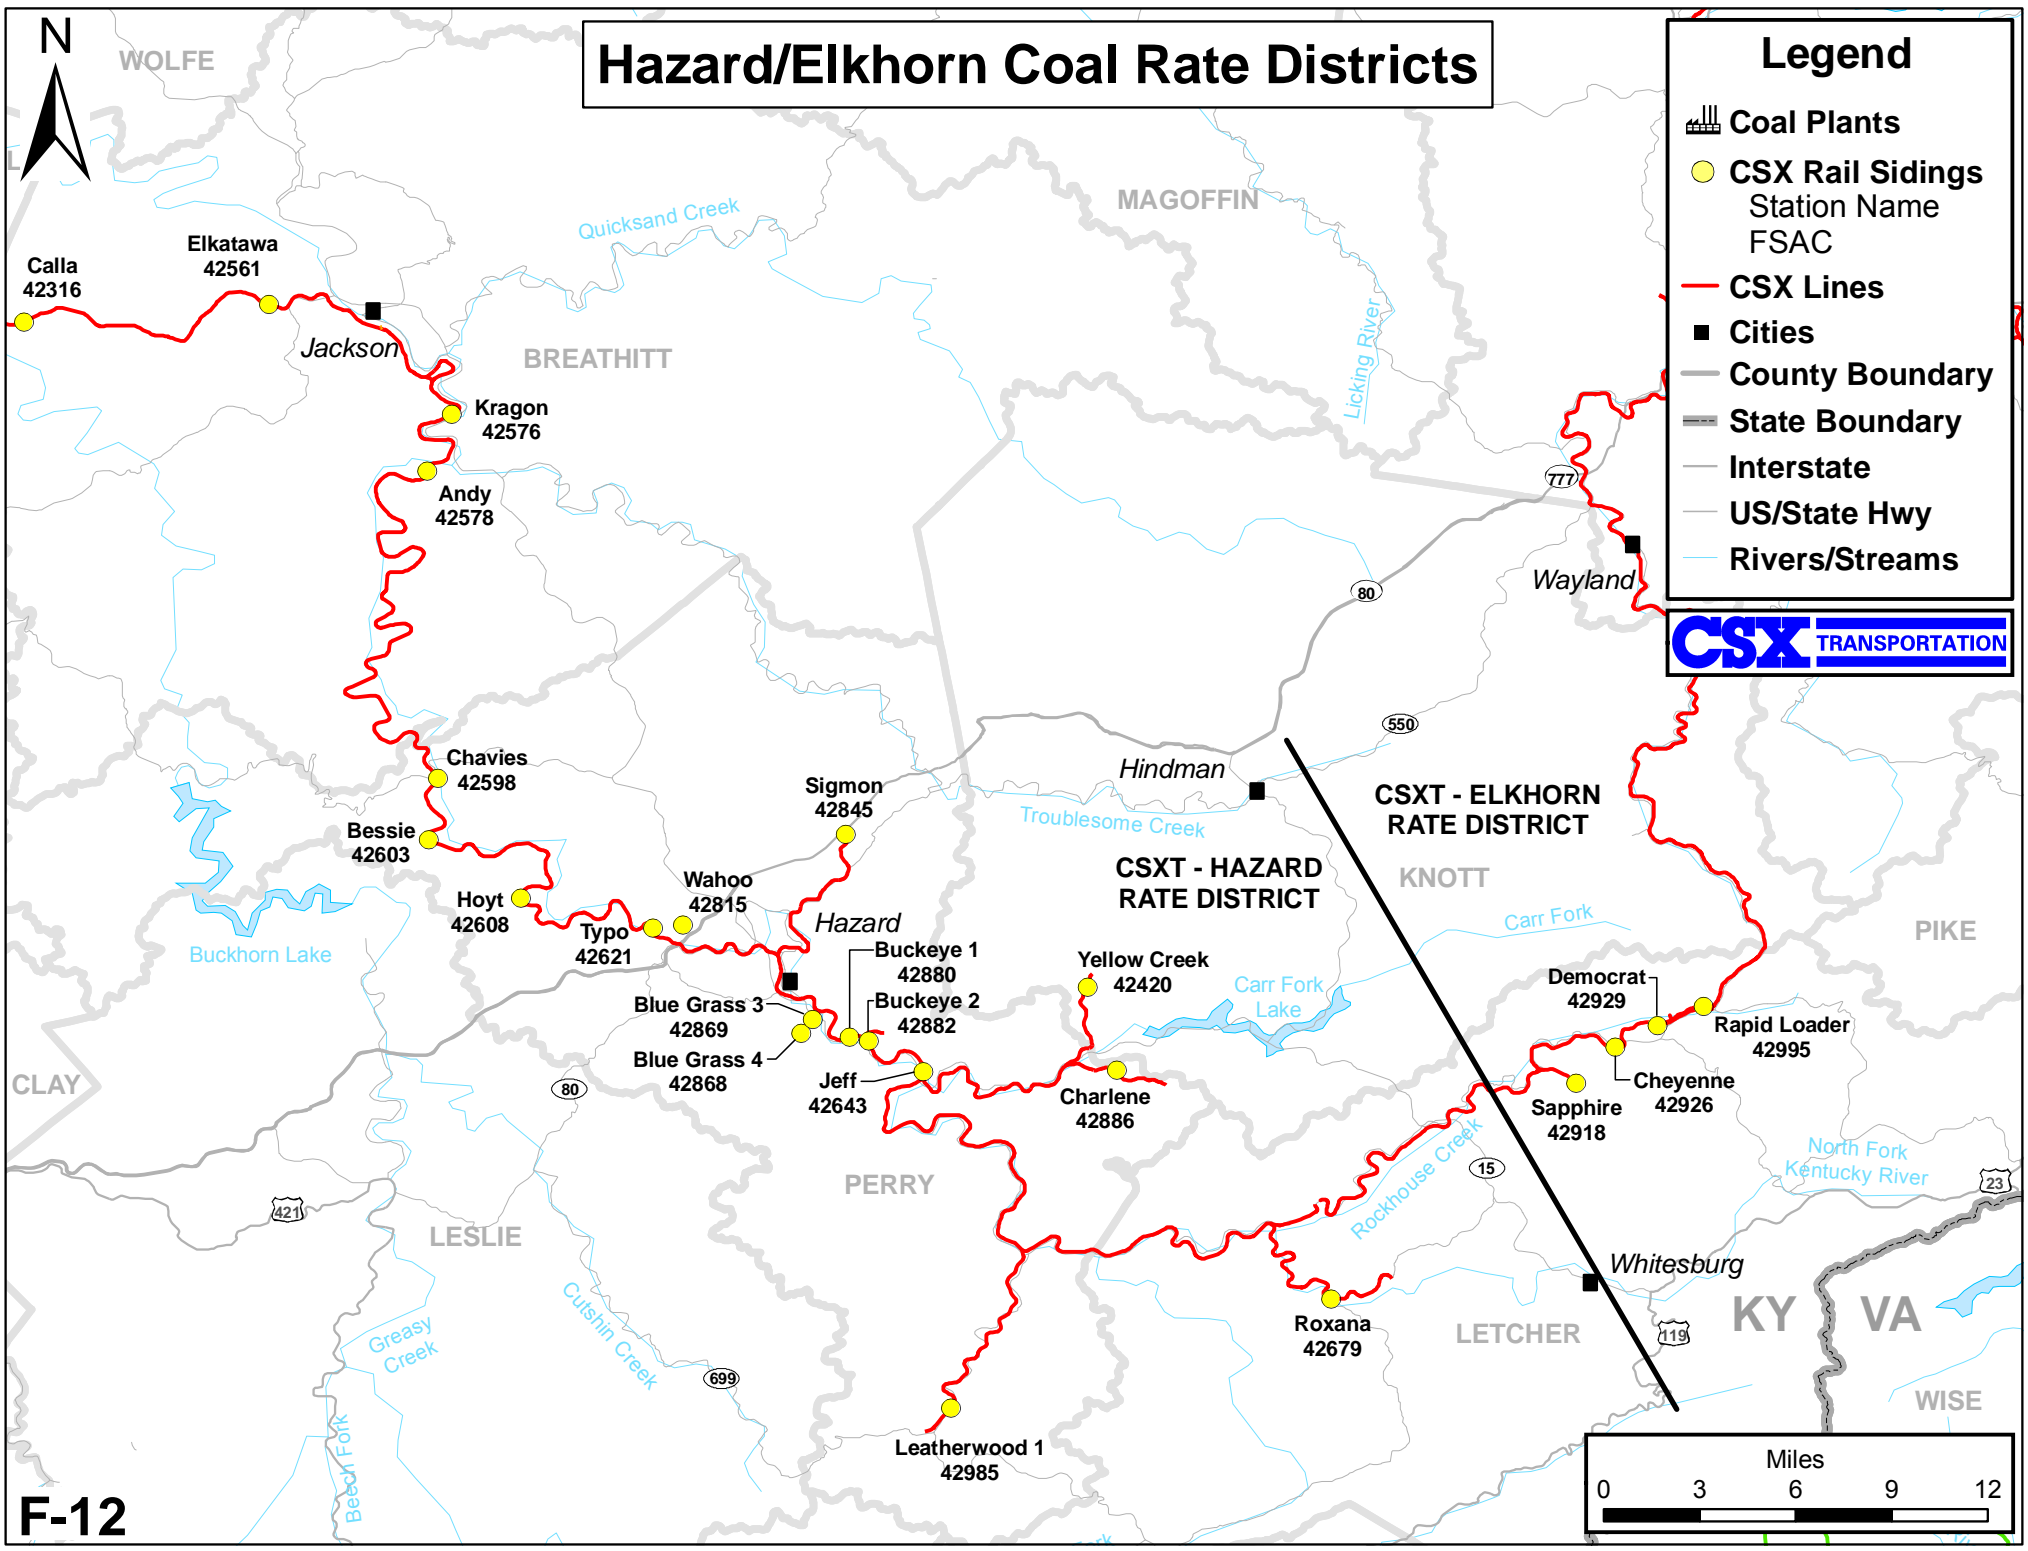 Hazard/Elkhorn Coal Rate Districts
N
Legend
Coal Plants
CSX Rail Sidings
Station Name
FSAC
CSX Lines
Cities
County Boundary
State Boundary
Interstate
US/State Hwy
Rivers/Streams
CSX TRANSPORTATION
WOLFE
L
MAGOFFIN
Quicksand Creek
Elkatawa
42561
Calla
42316
Jackson
BREATHITT
Licking River
Kragon
42576
Andy
42578
777
Wayland
80
550
Chavies
42598
Hindman
Sigmon
42845
Troublesome Creek
CSXT - ELKHORN
RATE DISTRICT
Bessie
42603
CSXT - HAZARD
RATE DISTRICT
KNOTT
Wahoo
42815
Hoyt
42608
Typo
42621
Hazard
Carr Fork
PIKE
Buckhorn Lake
Buckeye 1
42880
Yellow Creek
42420
Carr Fork
Lake
Democrat
42929
Blue Grass 3
42869
Buckeye 2
42882
Rapid Loader
42995
Blue Grass 4
42868
CLAY
80
Jeff
42643
Charlene
42886
Cheyenne
42926
Sapphire
42918
Rockhouse Creek
15
North Fork
Kentucky River
23
PERRY
421
LESLIE
Whitesburg
Cutshin Creek
Greasy
Creek
Roxana
42679
LETCHER
119
KY
VA
699
WISE
Beech Fork
Leatherwood 1
42985
Miles
0 3 6 9 12
F-12